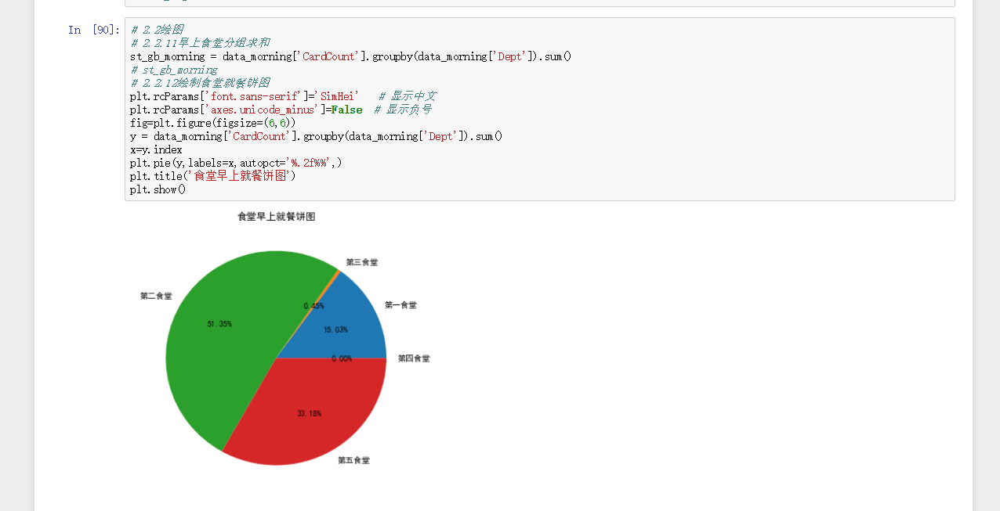 In [90]:
# 2.2绘图
# 2.2.11早上食堂分组求和
st_gb_morning = data_morning['CardCount'].groupby(data_morning['Dept']).sum()
# st_gb_morning
# 2.2.12绘制食堂就餐饼图
plt.rcParams['font.sans-serif']='SimHei'   # 显示中文
plt.rcParams['axes.unicode_minus']=False  # 显示负号
fig=plt.figure(figsize=(6,6))
y = data_morning['CardCount'].groupby(data_morning['Dept']).sum()
x=y.index
plt.pie(y,labels=x,autopct='%.2f%%',)
plt.title('食堂早上就餐饼图')
plt.show()
食堂早上就餐饼图
第三食堂
第二食堂
第一食堂
0.45%
51.35%
15.03%
0.00%
第四食堂
33.18%
第五食堂